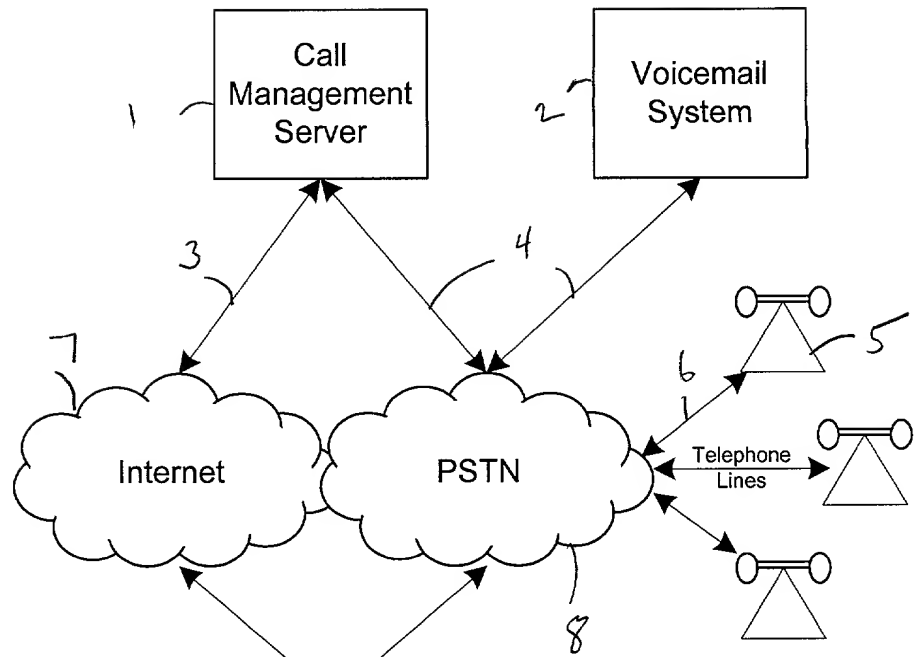 Call
Management
Server
1
Voicemail
System
2
3
4
5
6
7
Internet
PSTN
Telephone
Lines
8